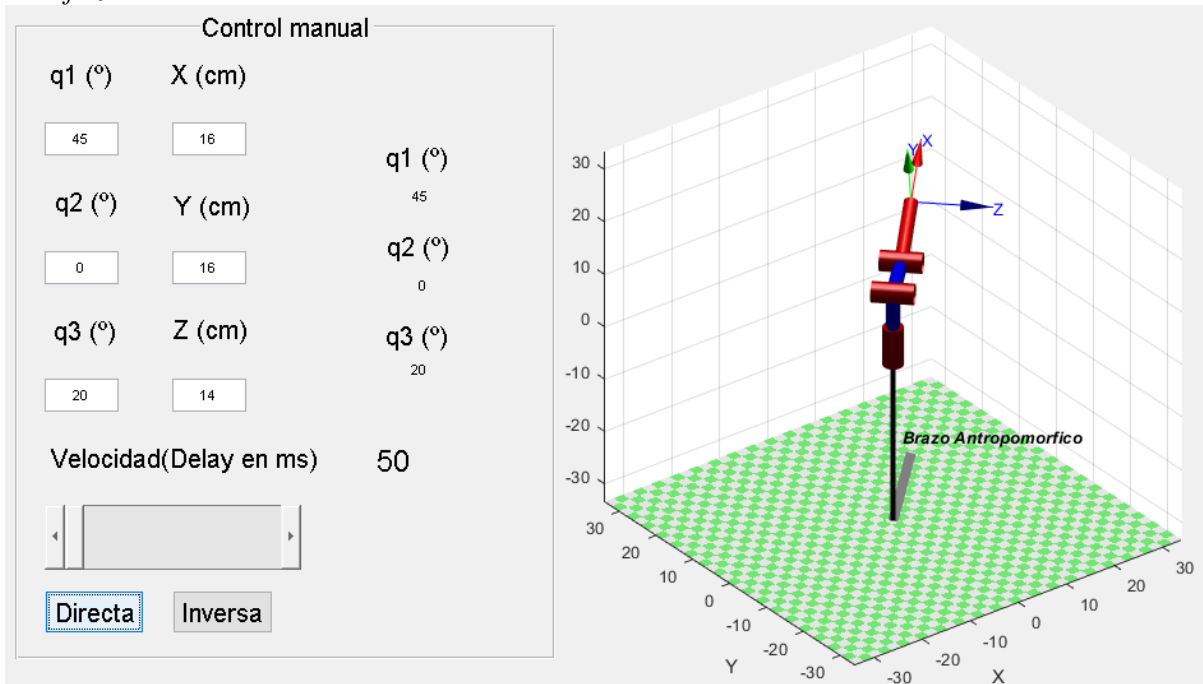 Control manual
q1 (º) X (cm)
45 16
q1 (º)
45
q2 (º) Y (cm)
q2 (º)
0 16
0
q3 (º) Z (cm)
q3 (º)
20
20 14
Velocidad(Delay en ms) 50
Directa Inversa
30
20
10
0
-10
-20
-30
Y X
Z
Brazo Antropomorfico
30
20
10
0
-10
-20
-30
Y
-30
-20
-10
0
10
20
30
X